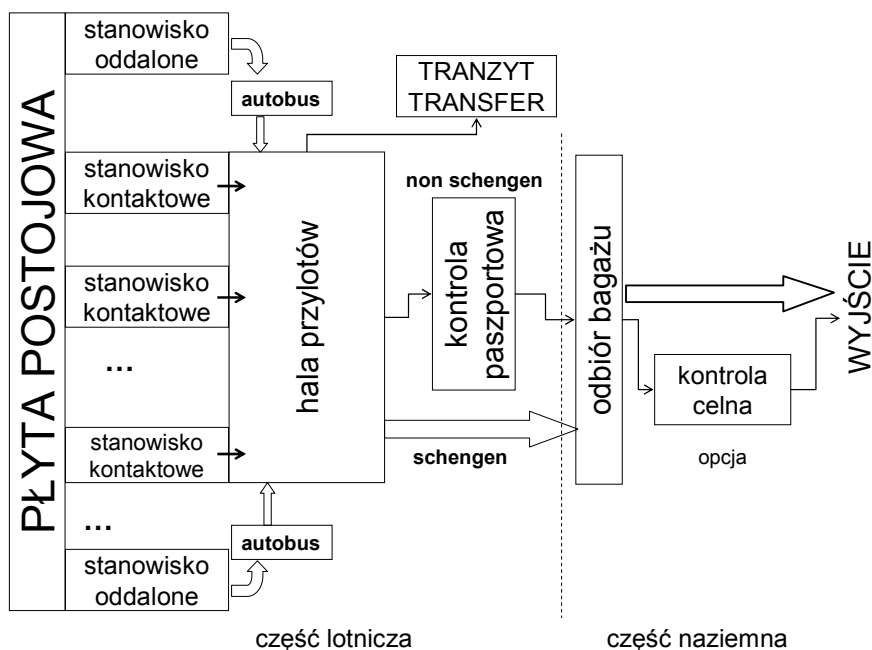 PŁYTA POSTOJOWA
stanowisko
oddalone
autobus
TRANZYT
TRANSFER
stanowisko
kontaktowe
stanowisko
kontaktowe
...
stanowisko
kontaktowe
...
stanowisko
oddalone
autobus
hala przylotów
non schengen
kontrola
paszportowa
schengen
odbiór bagażu
kontrola
celna
opcja
WYJŚCIE
część lotnicza
część naziemna